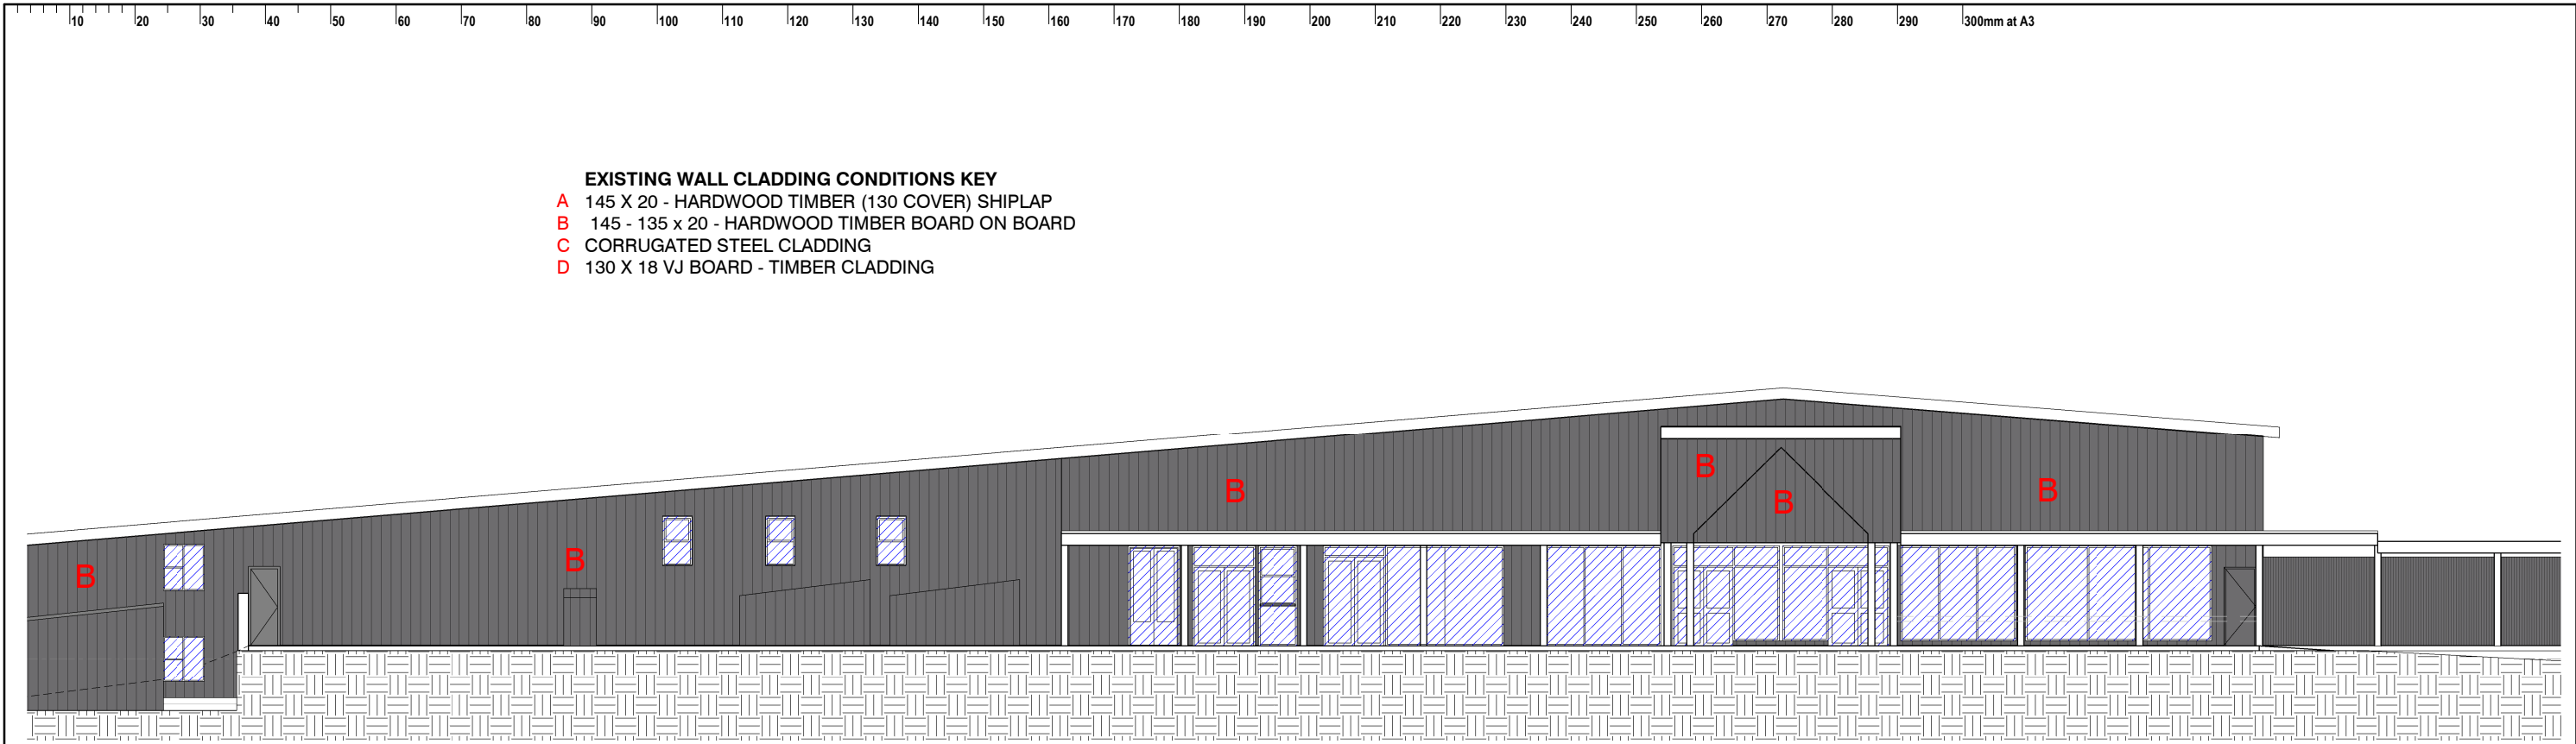 10 20 30 40 50 60 70 80 90 100 110 120 130 140 150 160 170 180 190 200 210 220 230 240 250 260 270 280 290 300mm at A3
EXISTING WALL CLADDING CONDITIONS KEY
A 145 X 20 - HARDWOOD TIMBER (130 COVER) SHIPLAP
B 145 - 135 x 20 - HARDWOOD TIMBER BOARD ON BOARD
C CORRUGATED STEEL CLADDING
D 130 X 18 VJ BOARD - TIMBER CLADDING
B
B
B
B
B
B